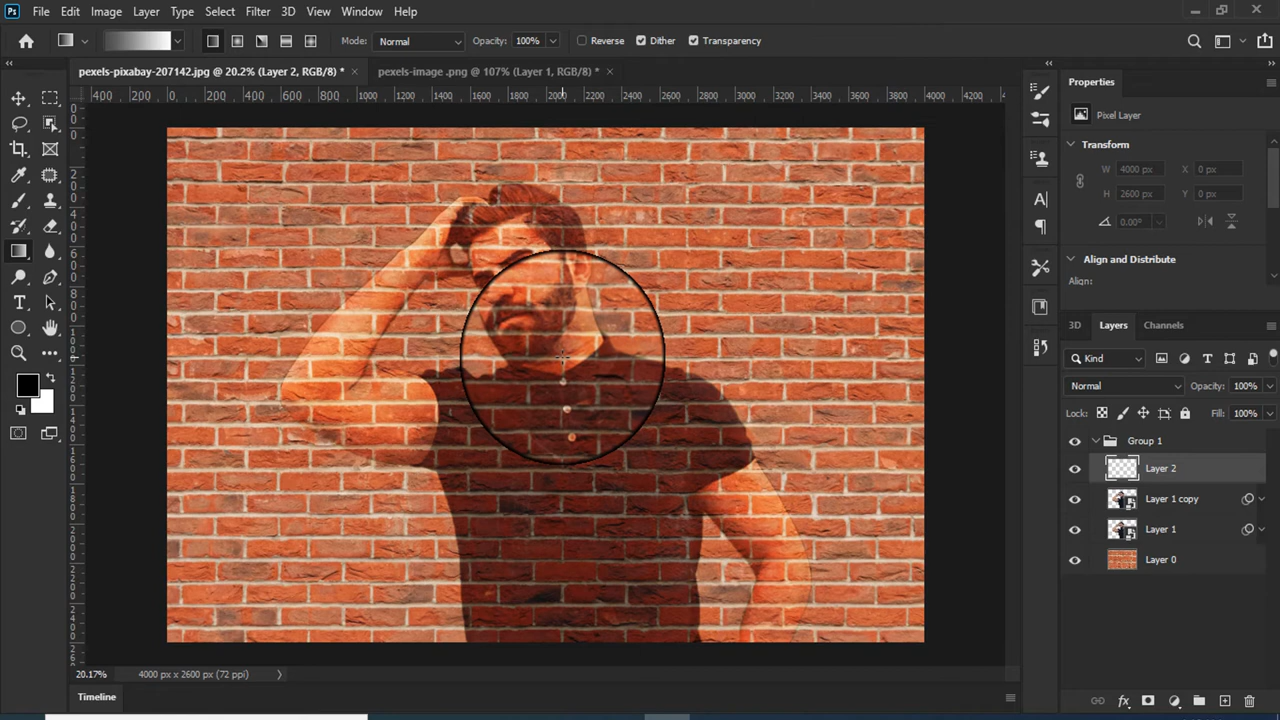 Ps File Edit Image Layer Type Select Filter 3D View Window Help
Mode: Normal Opacity: 100% Reverse Dither Transparency
pexels-pixabay-207142.jpg @ 20.2% (Layer 2, RGB/8) * × pexels-image .png @ 107% (Layer 1, RGB/8) * ×
400 200 0 200 400 600 800 1000 1200 1400 1600 1800 2000 2200 2400 2600 2800 3000 3200 3400 3600 3800 4000 4200
Properties
Pixel Layer
Transform
W 4000 px X 0 px
H 2600 px Y 0 px
0.00°
Align and Distribute
Align:
3D Layers Channels
Kind
Normal Opacity: 100%
Lock: Fill: 100%
Group 1
Layer 2
Layer 1 copy
Layer 1
Layer 0
20.17% 4000 px x 2600 px (72 ppi)
Timeline